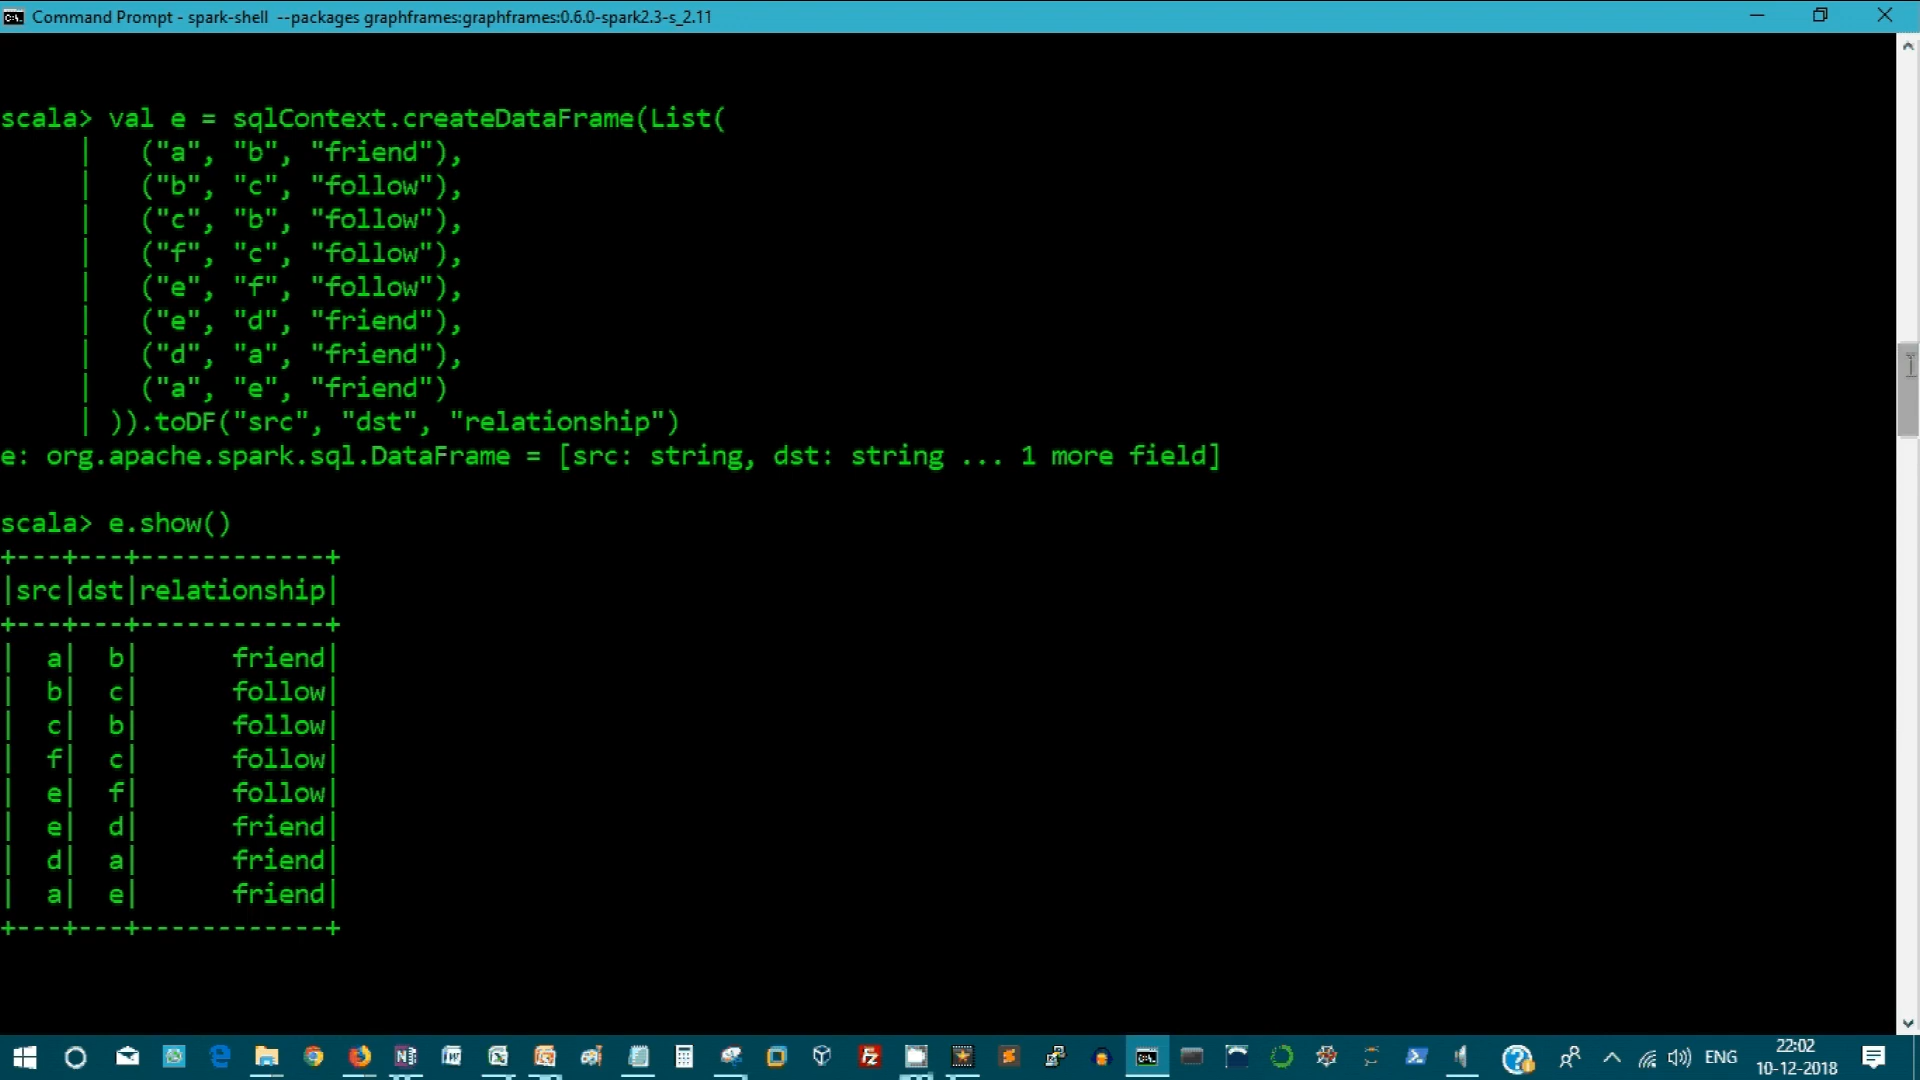 Command Prompt - spark-shell --packages graphframes:graphframes:0.6.0-spark2.3-s_2.11
scala> val e = sqlContext.createDataFrame(List(
     |   ("a", "b", "friend"),
     |   ("b", "c", "follow"),
     |   ("c", "b", "follow"),
     |   ("f", "c", "follow"),
     |   ("e", "f", "follow"),
     |   ("e", "d", "friend"),
     |   ("d", "a", "friend"),
     |   ("a", "e", "friend")
     | )).toDF("src", "dst", "relationship")
e: org.apache.spark.sql.DataFrame = [src: string, dst: string ... 1 more field]
scala> e.show()
+---+---+------------+
|src|dst|relationship|
+---+---+------------+
|  a|  b|      friend|
|  b|  c|      follow|
|  c|  b|      follow|
|  f|  c|      follow|
|  e|  f|      follow|
|  e|  d|      friend|
|  d|  a|      friend|
|  a|  e|      friend|
+---+---+------------+
ENG
22:02
10-12-2018